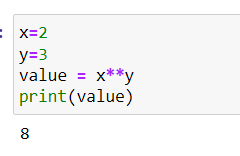 x=2
y=3
value = x**y
print(value)
8